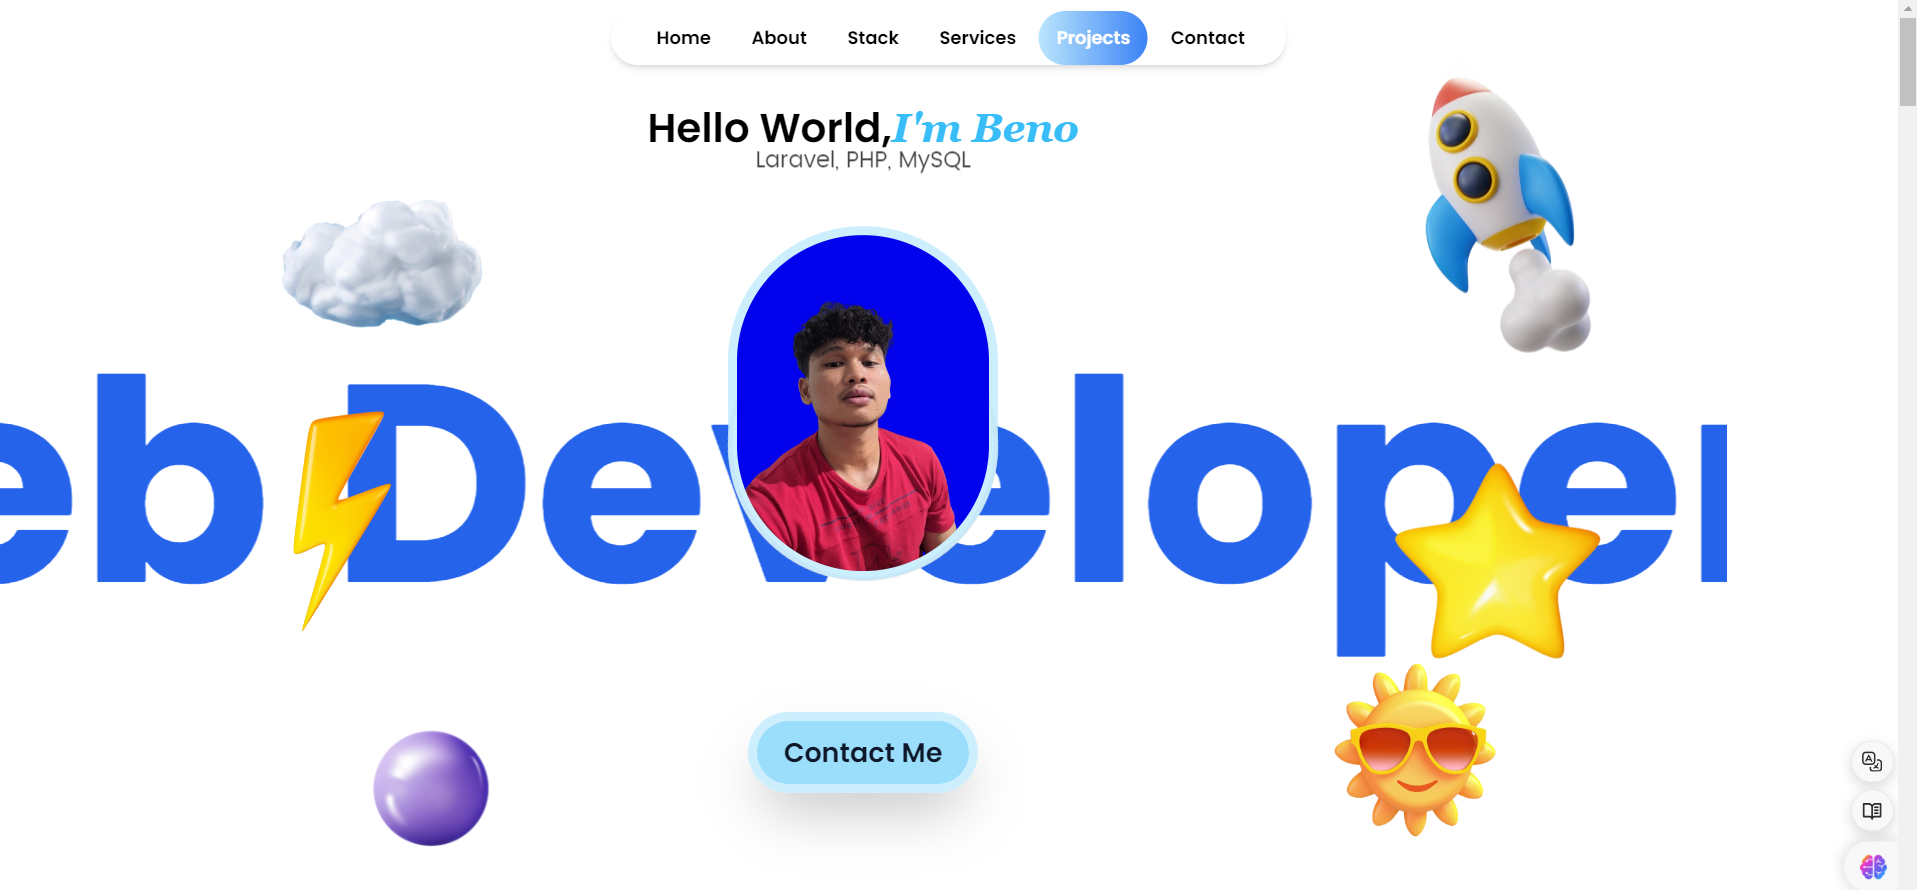 Home About Stack Services Projects Contact
Hello World, I'm Beno
Laravel, PHP, MySQL
eb Developer
Contact Me